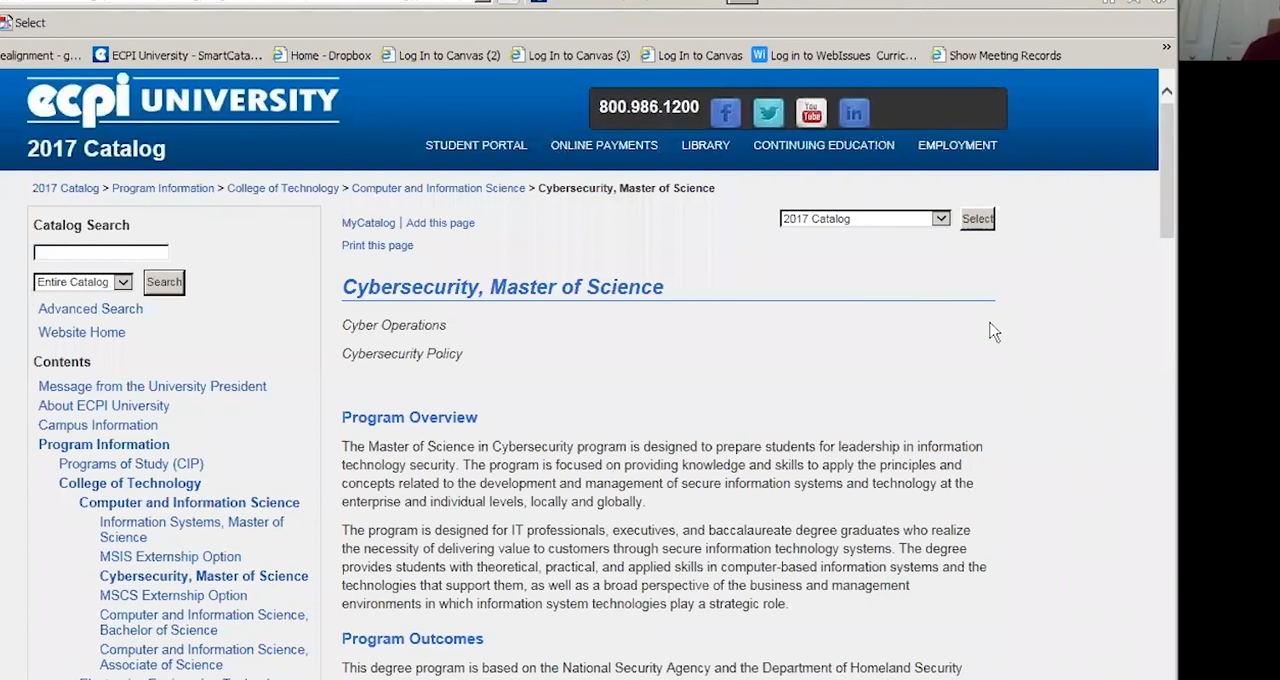 Select
ealignment - g... ECPI University - SmartCata... Home - Dropbox Log In to Canvas (2) Log In to Canvas (3) Log In to Canvas Wi Log in to WebIssues Curric... Show Meeting Records »
ecpi UNIVERSITY
800.986.1200 f You Tube in
2017 Catalog
STUDENT PORTAL ONLINE PAYMENTS LIBRARY CONTINUING EDUCATION EMPLOYMENT
2017 Catalog > Program Information > College of Technology > Computer and Information Science > Cybersecurity, Master of Science
Catalog Search
Entire Catalog Search
Advanced Search
Website Home
Contents
Message from the University President
About ECPI University
Campus Information
Program Information
Programs of Study (CIP)
College of Technology
Computer and Information Science
Information Systems, Master of
Science
MSIS Externship Option
Cybersecurity, Master of Science
MSCS Externship Option
Computer and Information Science,
Bachelor of Science
Computer and Information Science,
Associate of Science
MyCatalog | Add this page
2017 Catalog Select
Print this page
Cybersecurity, Master of Science
Cyber Operations
Cybersecurity Policy
Program Overview
The Master of Science in Cybersecurity program is designed to prepare students for leadership in information
technology security. The program is focused on providing knowledge and skills to apply the principles and
concepts related to the development and management of secure information systems and technology at the
enterprise and individual levels, locally and globally.
The program is designed for IT professionals, executives, and baccalaureate degree graduates who realize
the necessity of delivering value to customers through secure information technology systems. The degree
provides students with theoretical, practical, and applied skills in computer-based information systems and the
technologies that support them, as well as a broad perspective of the business and management
environments in which information system technologies play a strategic role.
Program Outcomes
This degree program is based on the National Security Agency and the Department of Homeland Security